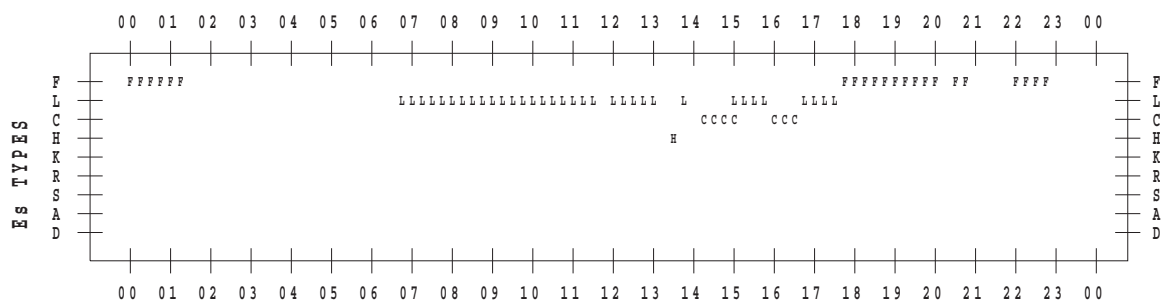 00 01 02 03 04 05 06 07 08 09 10 11 12 13 14 15 16 17 18 19 20 21 22 23 00
F FFFFFF FFFFFFFFFF FF FFFF F
L LLLLLLLLLLLLLLLLLLLL LLLLL L LLLL LLLL L
C CCCC CCC C
H H H
K K
R R
S S
A A
D D
Es TYPES
00 01 02 03 04 05 06 07 08 09 10 11 12 13 14 15 16 17 18 19 20 21 22 23 00